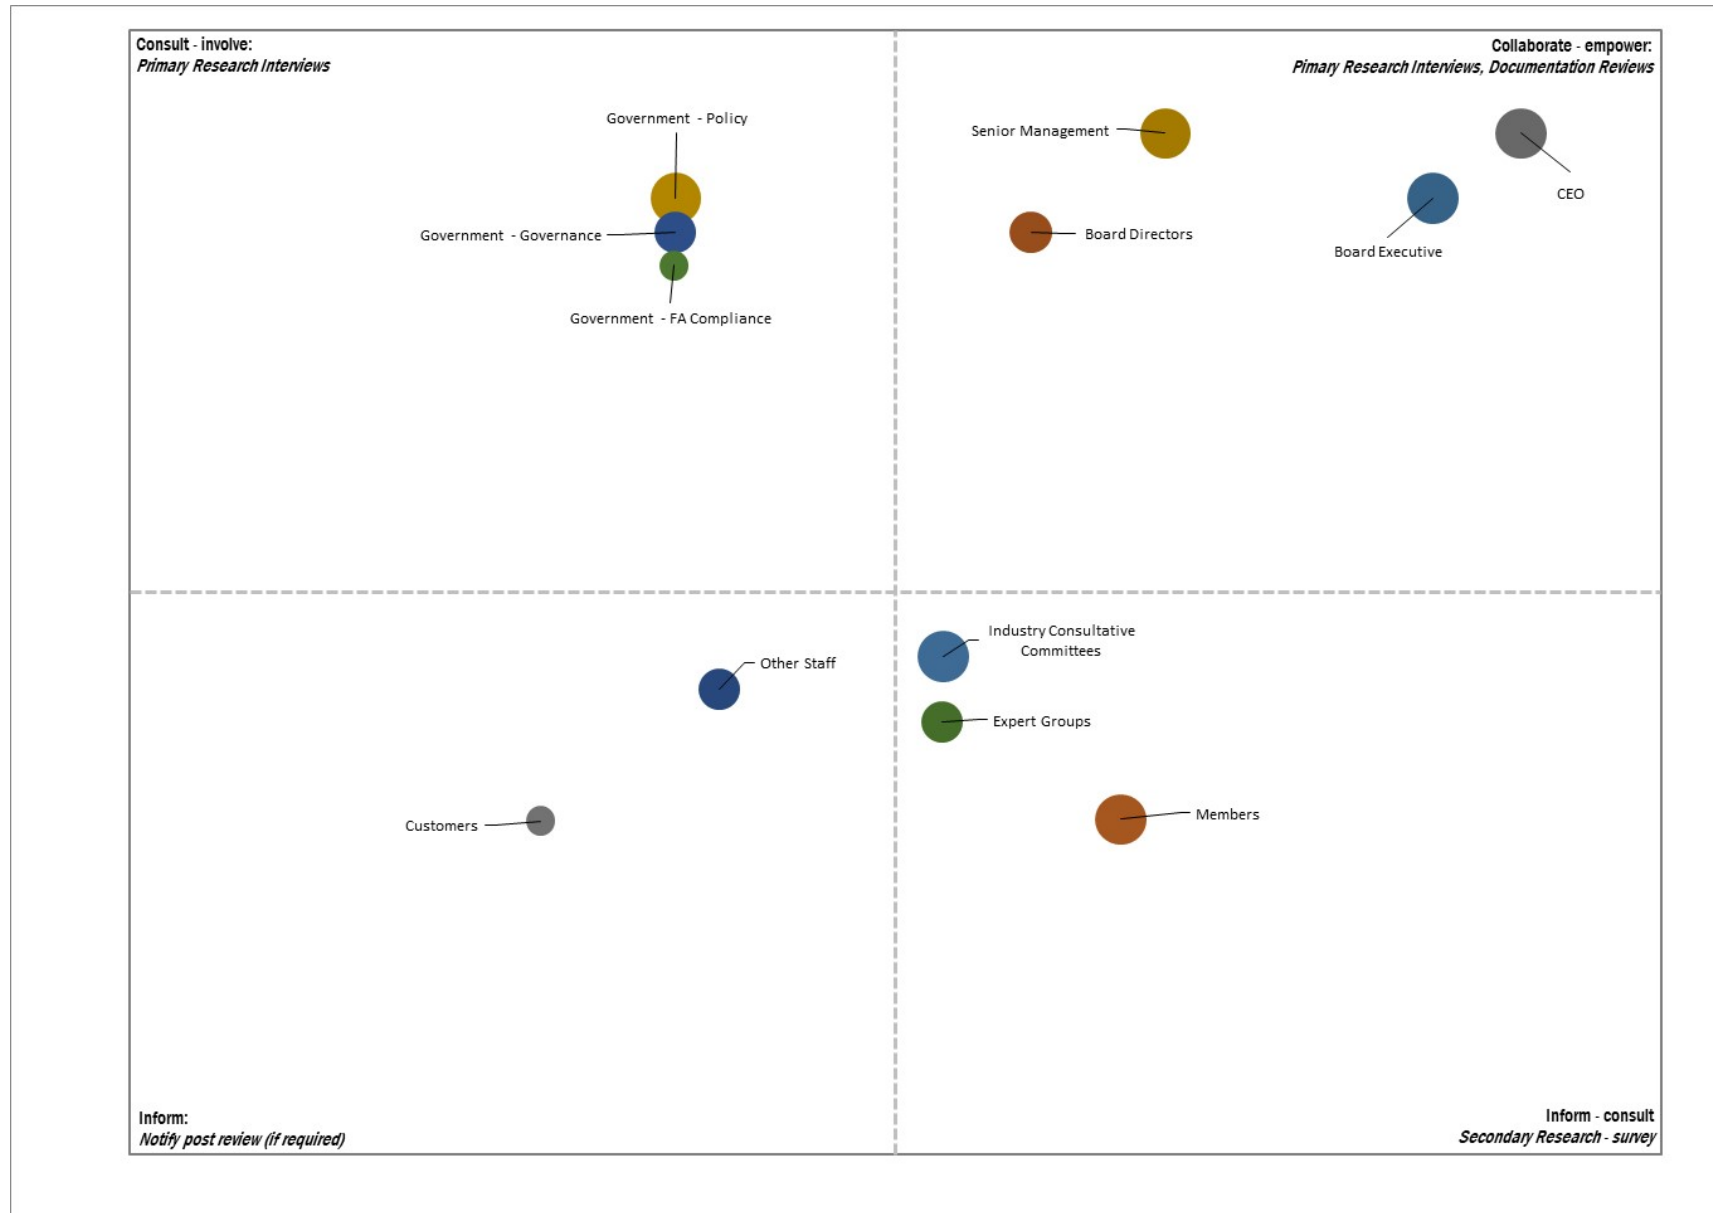 Consult - involve:
Primary Research Interviews
Collaborate - empower:
Pimary Research Interviews, Documentation Reviews
Government - Policy
Government - Governance
Government - FA Compliance
Senior Management
Board Directors
CEO
Board Executive
Industry Consultative
Committees
Other Staff
Expert Groups
Customers
Members
Inform:
Notify post review (if required)
Inform - consult
Secondary Research - survey